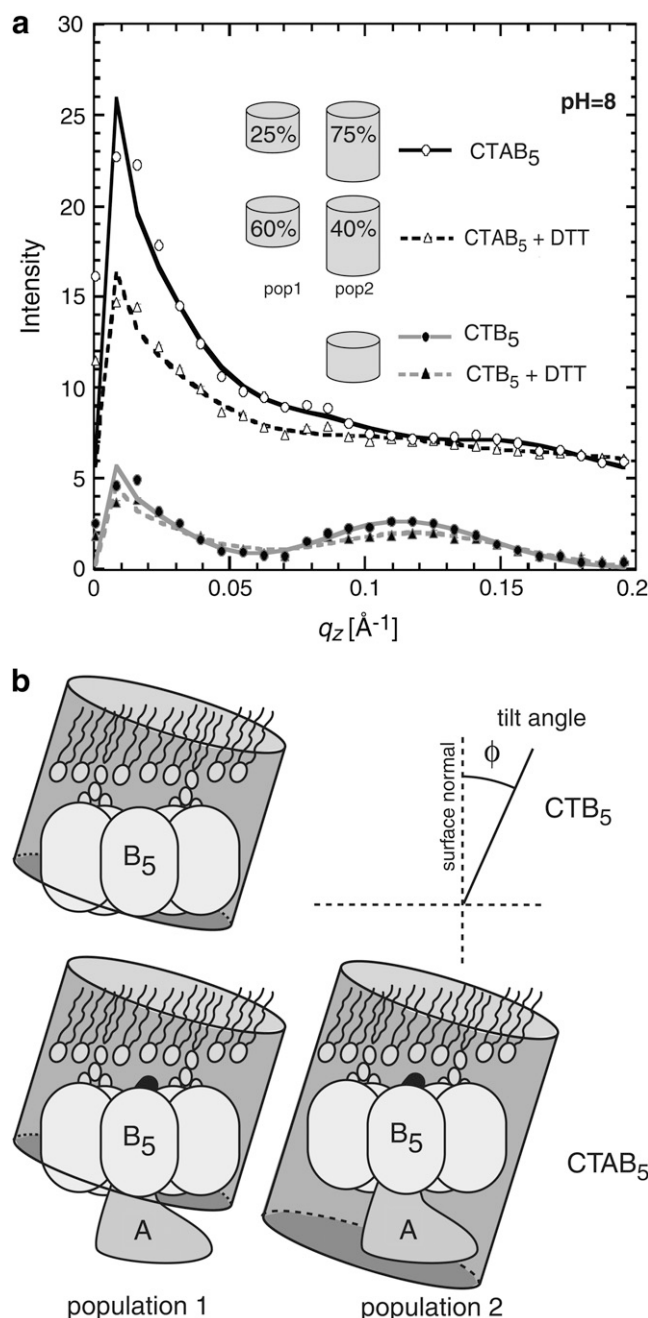 a
30
25
20
15
10
5
0
Intensity
pH=8
25% 75% CTAB₅
60% 40% CTAB₅ + DTT
pop1 pop2
CTB₅
CTB₅ + DTT
0 0.05 0.1 0.15 0.2
q_z [Å⁻¹]
b
B₅
tilt angle
ϕ
surface normal
CTB₅
B₅
A
B₅
A
CTAB₅
population 1 population 2